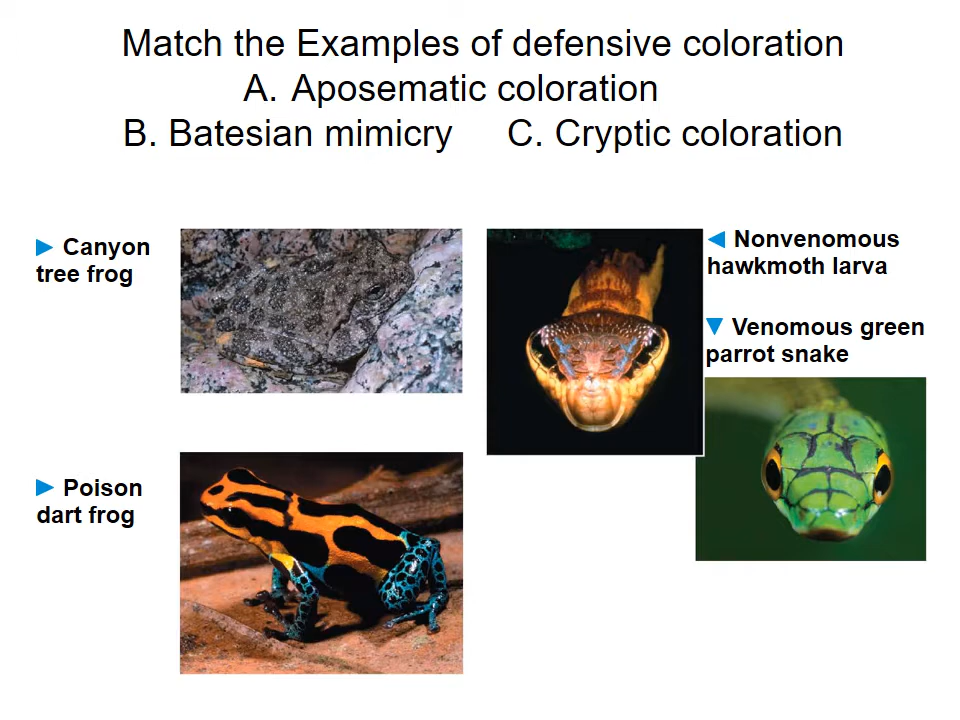 Match the Examples of defensive coloration
A. Aposematic coloration
B. Batesian mimicry C. Cryptic coloration
Canyon
tree frog
Nonvenomous
hawkmoth larva
Venomous green
parrot snake
Poison
dart frog